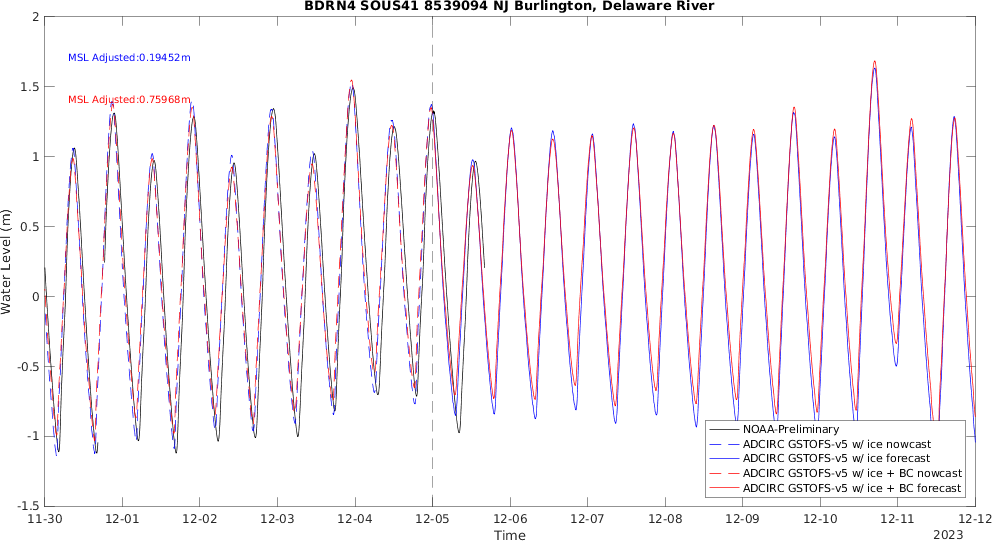 BDRN4 SOUS41 8539094 NJ Burlington, Delaware River
2
1.5
1
0.5
0
-0.5
-1
-1.5
Water Level (m)
MSL Adjusted:0.19452m
MSL Adjusted:0.75968m
NOAA-Preliminary
ADCIRC GSTOFS-v5 w/ ice nowcast
ADCIRC GSTOFS-v5 w/ ice forecast
ADCIRC GSTOFS-v5 w/ ice + BC nowcast
ADCIRC GSTOFS-v5 w/ ice + BC forecast
11-30 12-01 12-02 12-03 12-04 12-05 12-06 12-07 12-08 12-09 12-10 12-11 12-12
Time
2023